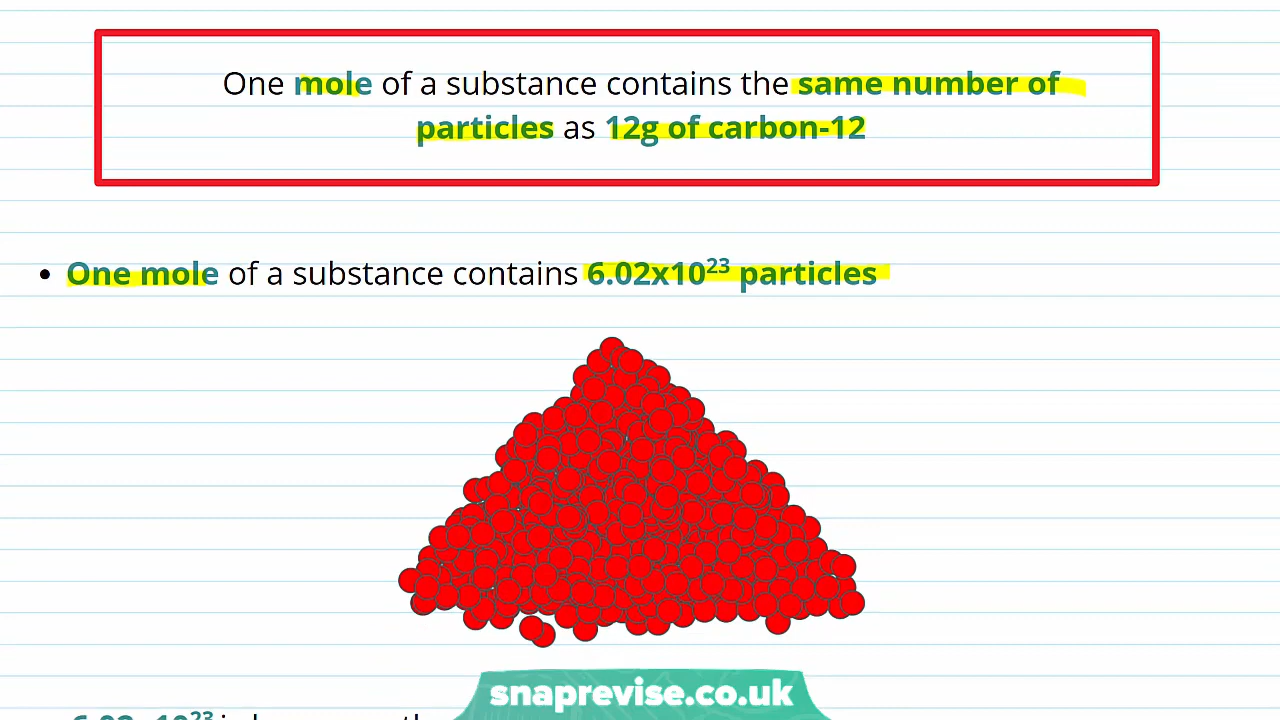 One mole of a substance contains the same number of
particles as 12g of carbon-12
• One mole of a substance contains 6.02x10²³ particles
snaprevise.co.uk